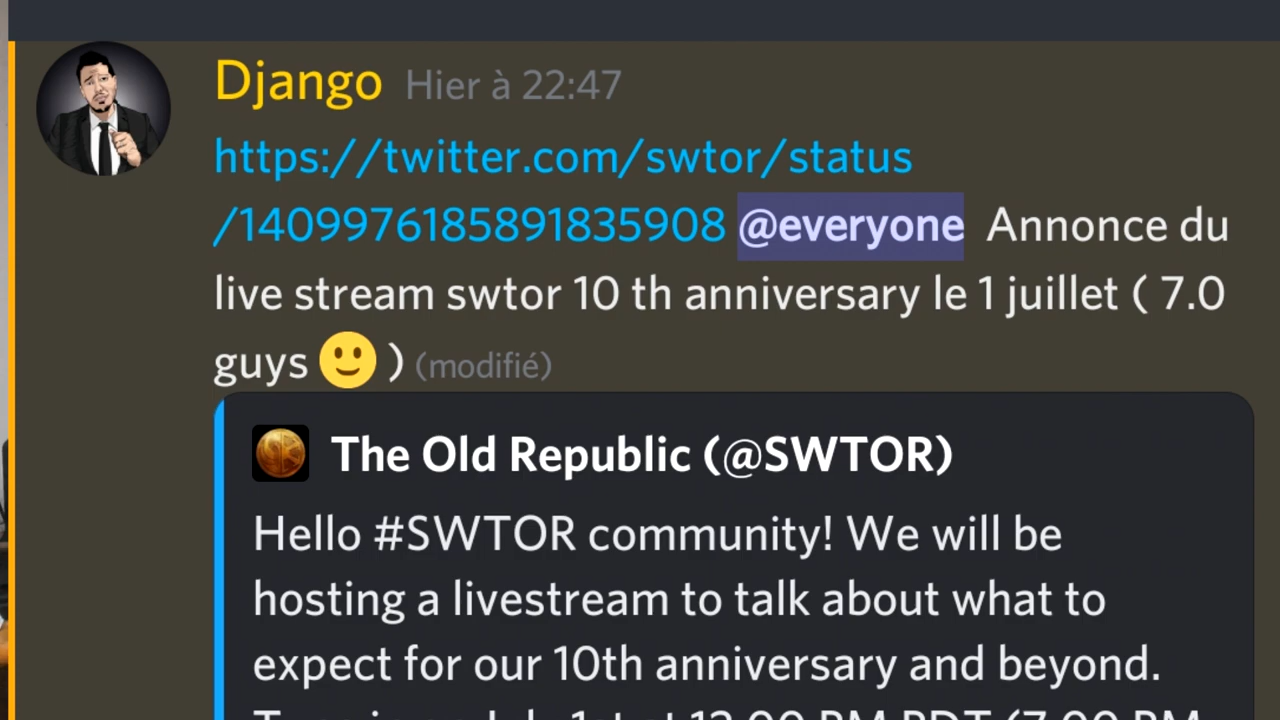 Django Hier à 22:47
https://twitter.com/swtor/status
/1409976185891835908 @everyone Annonce du
live stream swtor 10 th anniversary le 1 juillet ( 7.0
guys 🙂 ) (modifié)
The Old Republic (@SWTOR)
Hello #SWTOR community! We will be
hosting a livestream to talk about what to
expect for our 10th anniversary and beyond.